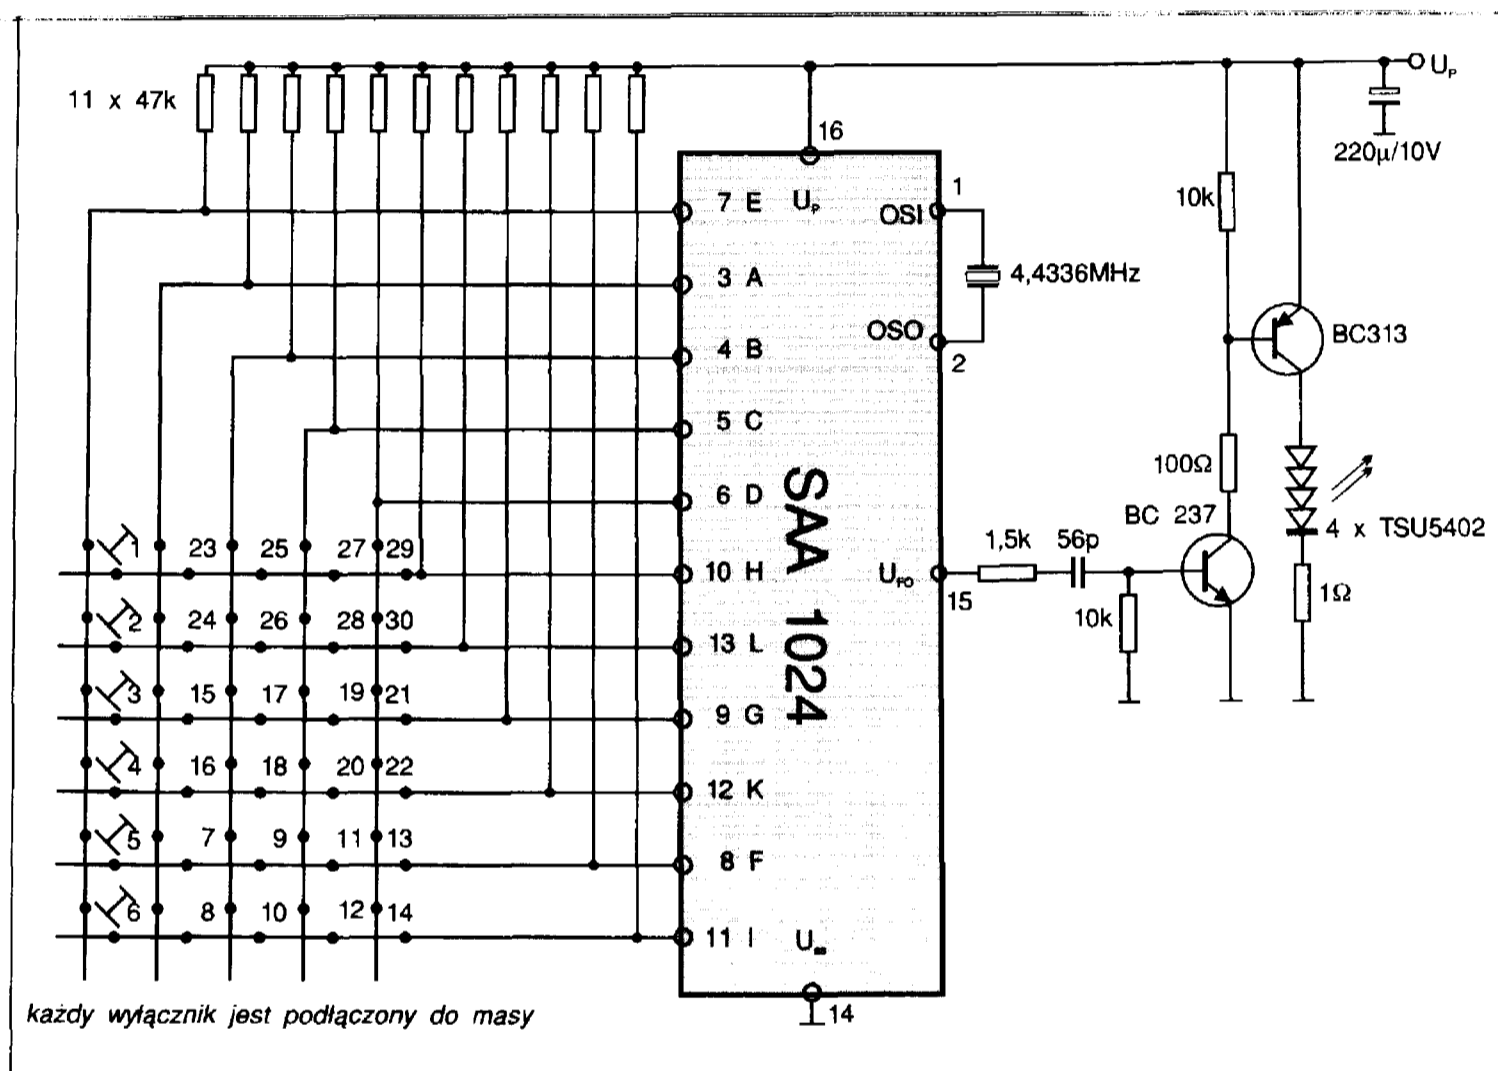 11 x 47k
U_P
220µ/10V
16
1
7 E U_P
OSI
10k
3 A
4,4336MHz
OSO
2
BC313
4 B
5 C
100Ω
6 D
BC 237
4 x TSU5402
SAA 1024
1 23 25 27 29
10 H
U_FO
15
1,5k 56p
10k
1Ω
2 24 26 28 30
13 L
3 15 17 19 21
9 G
4 16 18 20 22
12 K
5 7 9 11 13
8 F
6 8 10 12 14
11 I U_ss
14
każdy wyłącznik jest podłączony do masy